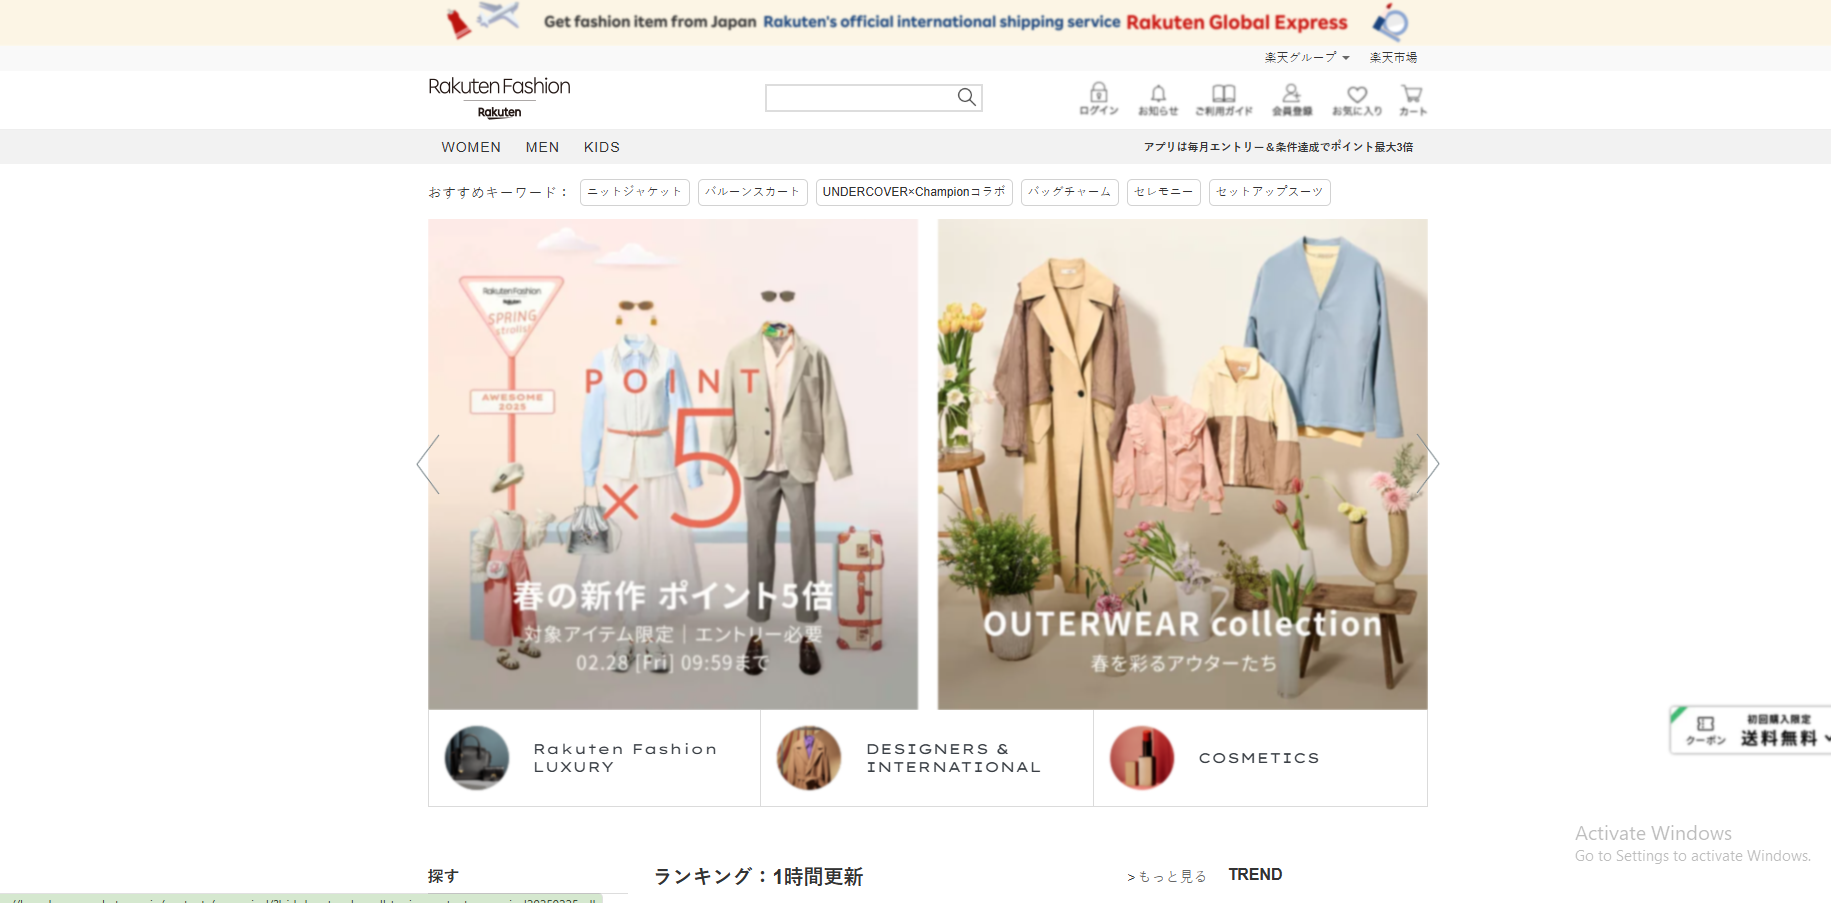 Get fashion item from Japan Rakuten's official international shipping service Rakuten Global Express
楽天グループ 楽天市場
Rakuten Fashion
Rakuten
ログイン お知らせ ご利用ガイド 会員登録 お気に入り カート
WOMEN MEN KIDS アプリは毎月エントリー＆条件達成でポイント最大3倍
おすすめキーワード： ニットジャケット バルーンスカート UNDERCOVER×Championコラボ バッグチャーム セレモニー セットアップスーツ
Rakuten Fashion
Rakuten
SPRING
strolist
AWESOME
2025
POINT
×5
春の新作 ポイント5倍
対象アイテム限定｜エントリー必要
02.28 [Fri] 09:59まで
OUTERWEAR collection
春を彩るアウターたち
Rakuten Fashion
LUXURY
DESIGNERS &
INTERNATIONAL
COSMETICS
クーポン
初回購入限定
送料無料
Activate Windows
Go to Settings to activate Windows.
探す
ランキング：1時間更新
>もっと見る
TREND